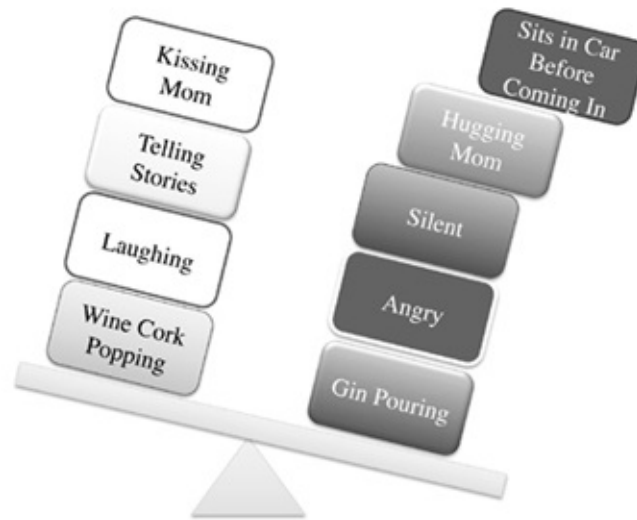 Kissing
Mom
Telling
Stories
Laughing
Wine Cork
Popping
Sits in Car
Before
Coming In
Hugging
Mom
Silent
Angry
Gin Pouring